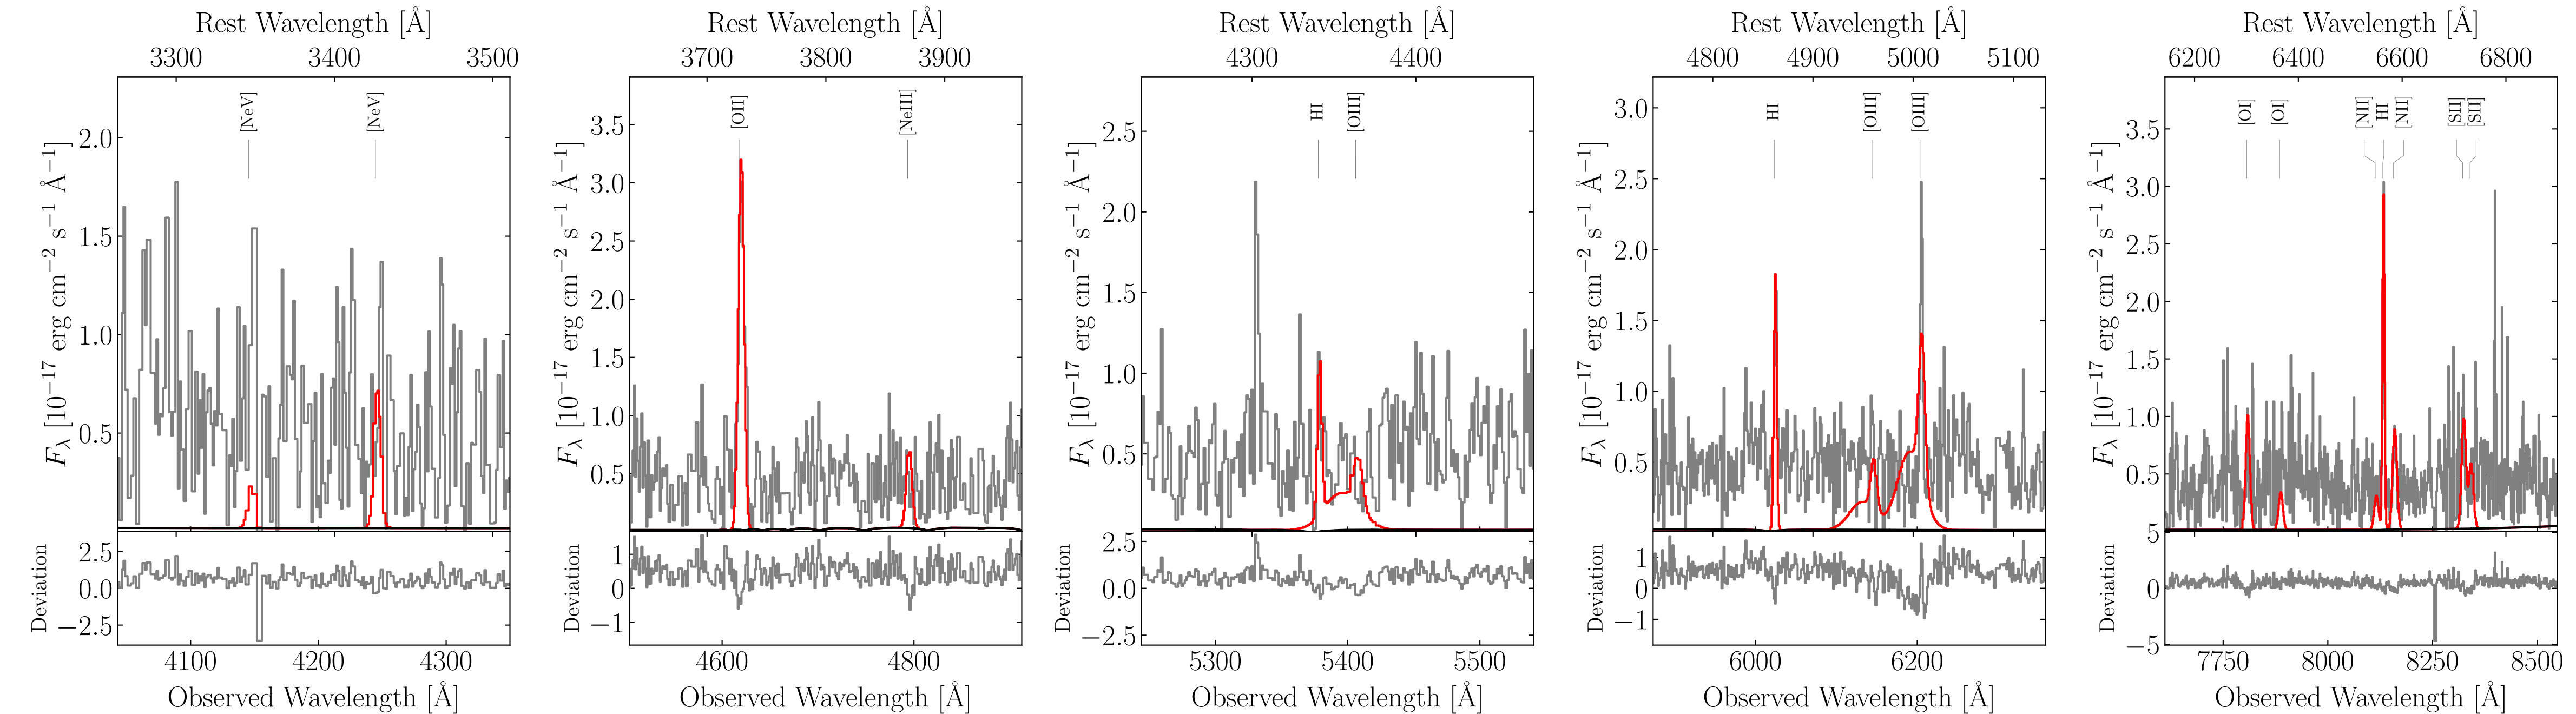 Rest Wavelength [Å] Rest Wavelength [Å] Rest Wavelength [Å] Rest Wavelength [Å] Rest Wavelength [Å]
3300 3400 3500 3700 3800 3900 4300 4400 4800 4900 5000 5100 6200 6400 6600 6800
[NeV] [NeV] [OII] [NeIII] HI [OIII] HI [OIII] [OIII] [OI] [OI] [NII] HI [NII] [SII] [SII]
F_λ [10⁻¹⁷ erg cm⁻² s⁻¹ Å⁻¹]
2.0
1.5
1.0
0.5
Deviation
2.5
0.0
−2.5
4100 4200 4300
Observed Wavelength [Å]
F_λ [10⁻¹⁷ erg cm⁻² s⁻¹ Å⁻¹]
3.5
3.0
2.5
2.0
1.5
1.0
0.5
Deviation
1
0
−1
4600 4800
Observed Wavelength [Å]
F_λ [10⁻¹⁷ erg cm⁻² s⁻¹ Å⁻¹]
2.5
2.0
1.5
1.0
0.5
Deviation
2.5
0.0
−2.5
5300 5400 5500
Observed Wavelength [Å]
F_λ [10⁻¹⁷ erg cm⁻² s⁻¹ Å⁻¹]
3.0
2.5
2.0
1.5
1.0
0.5
Deviation
1
0
−1
6000 6200
Observed Wavelength [Å]
F_λ [10⁻¹⁷ erg cm⁻² s⁻¹ Å⁻¹]
3.5
3.0
2.5
2.0
1.5
1.0
0.5
Deviation
5
0
−5
7750 8000 8250 8500
Observed Wavelength [Å]